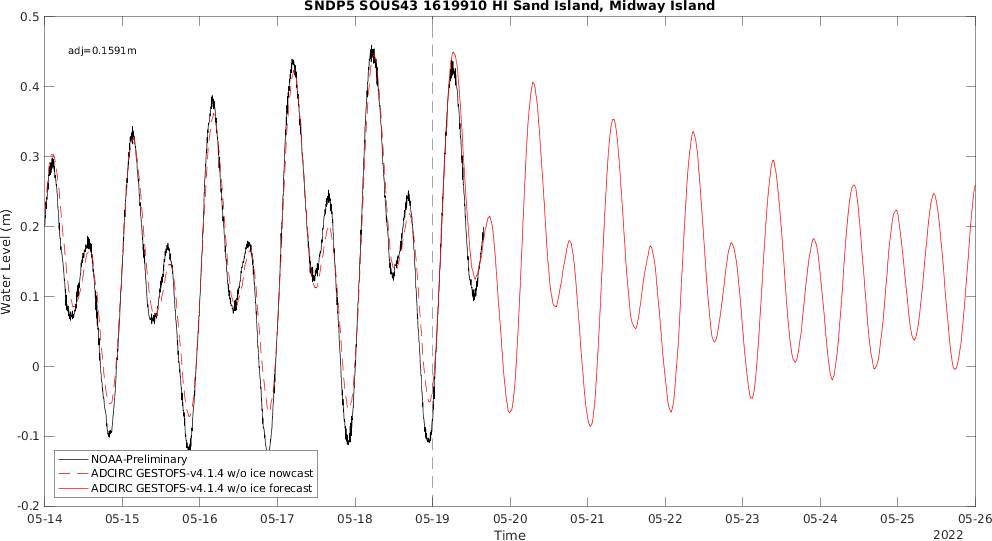 SNDP5 SOUS43 1619910 HI Sand Island, Midway Island
adj=0.1591m
0.5
0.4
0.3
0.2
0.1
0
-0.1
-0.2
Water Level (m)
NOAA-Preliminary
ADCIRC GESTOFS-v4.1.4 w/o ice nowcast
ADCIRC GESTOFS-v4.1.4 w/o ice forecast
05-14 05-15 05-16 05-17 05-18 05-19 05-20 05-21 05-22 05-23 05-24 05-25 05-26
Time
2022